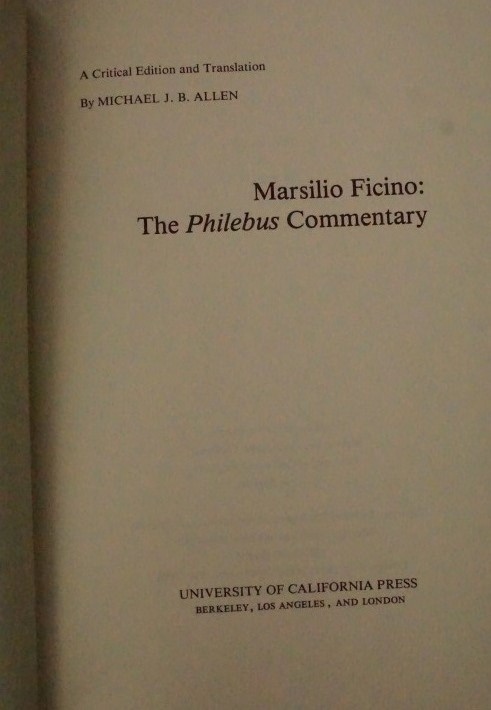 A Critical Edition and Translation
By MICHAEL J. B. ALLEN
Marsilio Ficino:
The Philebus Commentary
UNIVERSITY OF CALIFORNIA PRESS
BERKELEY, LOS ANGELES, AND LONDON